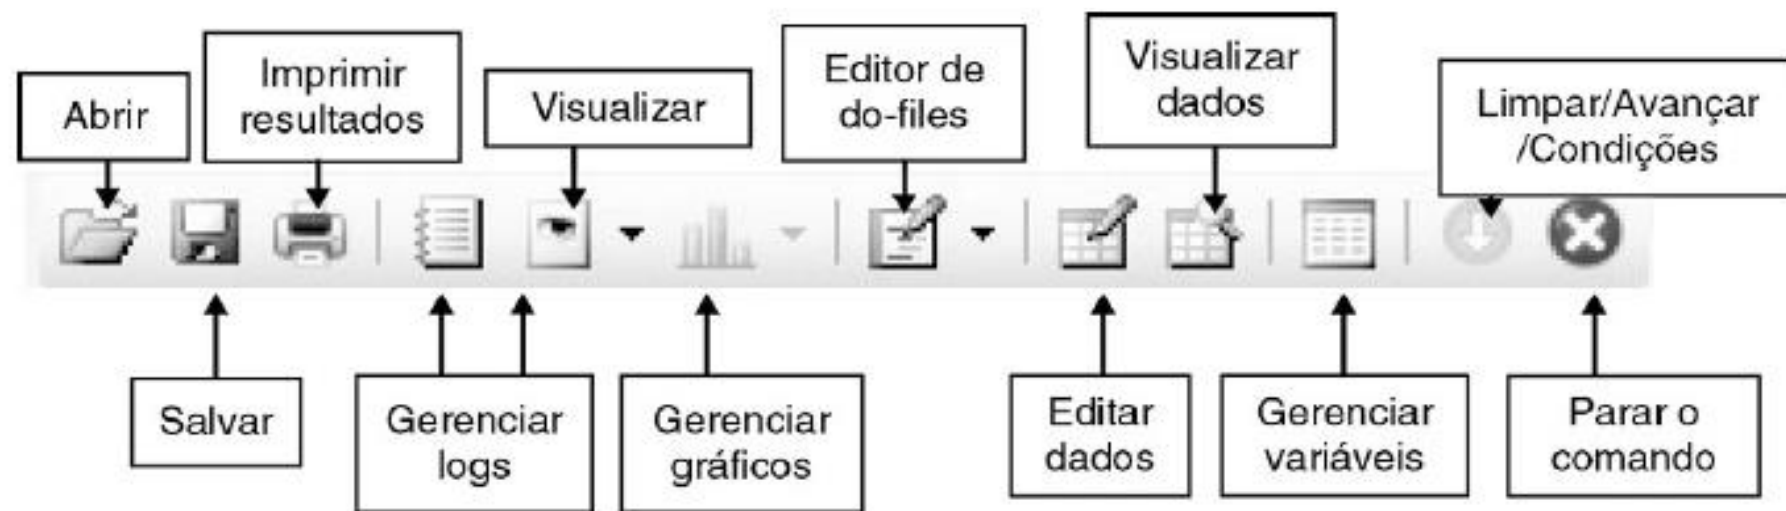 Abrir
Imprimir
resultados
Visualizar
Editor de
do-files
Visualizar
dados
Limpar/Avançar
/Condições
Salvar
Gerenciar
logs
Gerenciar
gráficos
Editar
dados
Gerenciar
variáveis
Parar o
comando